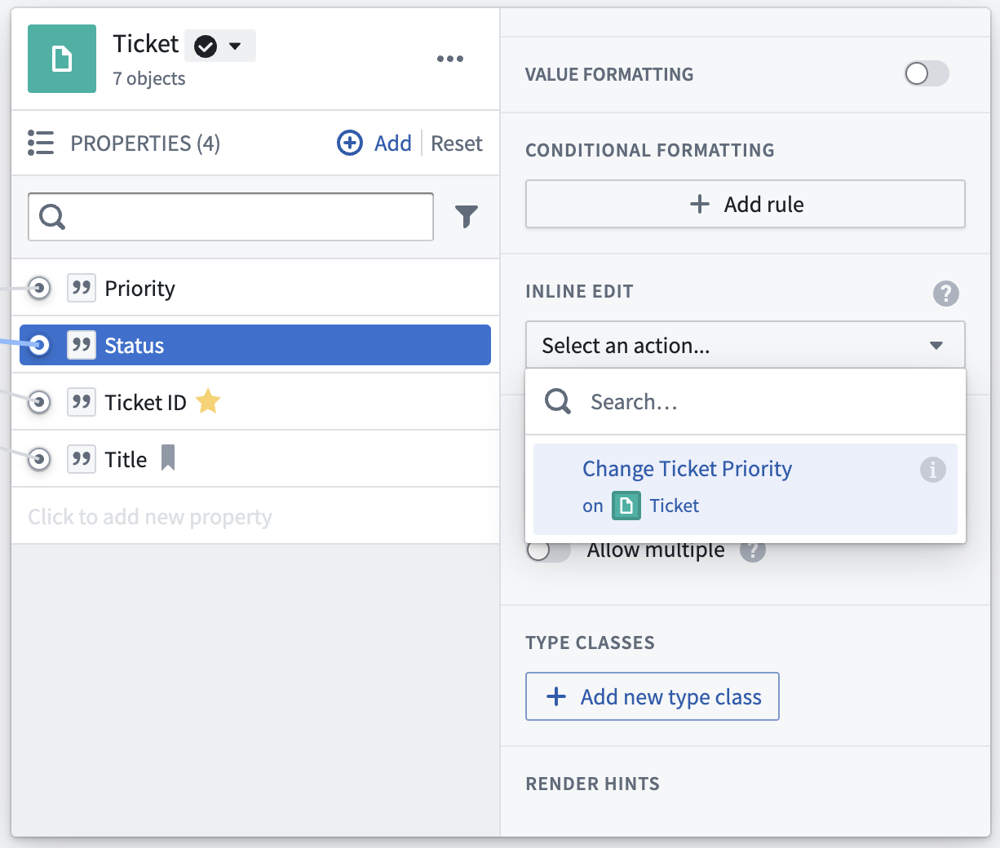 Ticket
7 objects
PROPERTIES (4)
Add
Reset
Priority
Status
Ticket ID
Title
Click to add new property
VALUE FORMATTING
CONDITIONAL FORMATTING
Add rule
INLINE EDIT
Select an action...
Search...
Change Ticket Priority
on Ticket
Allow multiple
TYPE CLASSES
Add new type class
RENDER HINTS